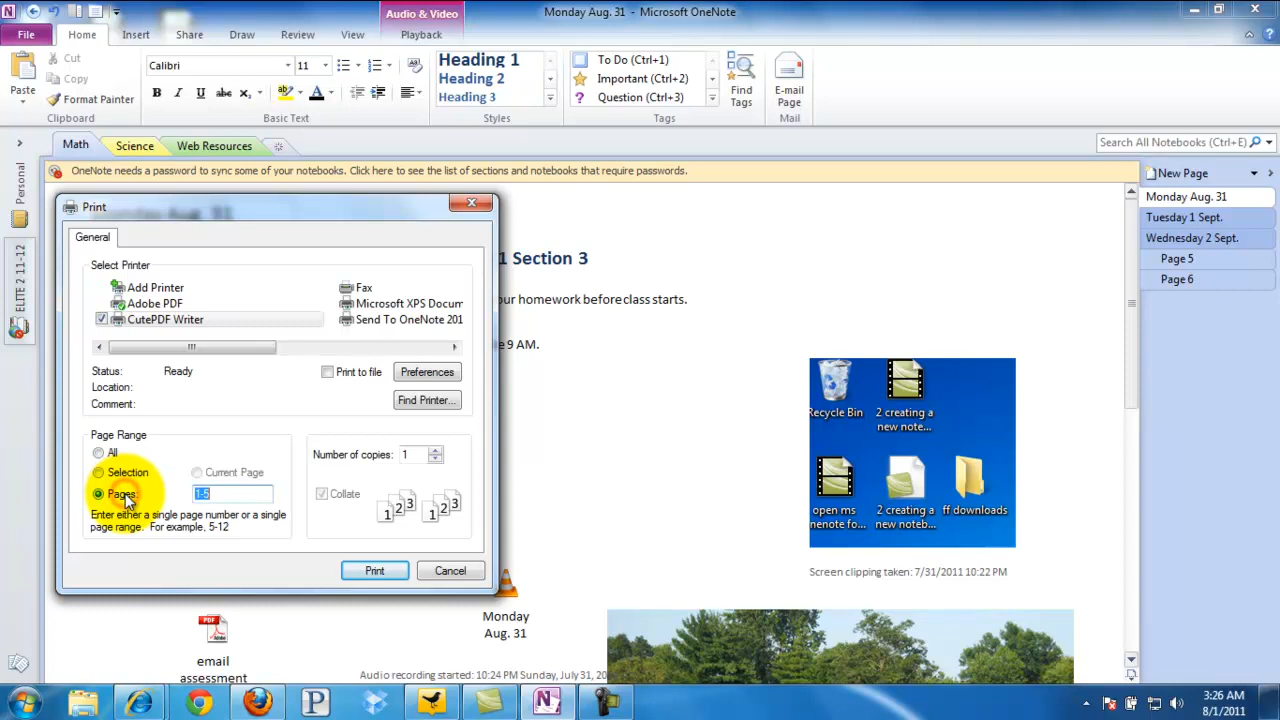 Audio & Video
Monday Aug. 31 - Microsoft OneNote
File
Home
Insert
Share
Draw
Review
View
Playback
Paste
Cut
Copy
Format Painter
Clipboard
Calibri
11
B I U abc X₂ A
Basic Text
Heading 1
Heading 2
Heading 3
Styles
To Do (Ctrl+1)
Important (Ctrl+2)
? Question (Ctrl+3)
Tags
Find
Tags
E-mail
Page
Mail
Math
Science
Web Resources
Search All Notebooks (Ctrl+E)
Personal
ELITE 2 11-12
OneNote needs a password to sync some of your notebooks. Click here to see the list of sections and notebooks that require passwords.
New Page
Monday Aug. 31
Tuesday 1 Sept.
Wednesday 2 Sept.
Page 5
Page 6
Print
General
Select Printer
Add Printer
Adobe PDF
CutePDF Writer
Fax
Microsoft XPS Docum
Send To OneNote 201
Status: Ready
Location:
Comment:
Print to file
Preferences
Find Printer...
Page Range
All
Selection
Current Page
Pages: 1-5
Enter either a single page number or a single
page range. For example, 5-12
Number of copies: 1
Collate
1 2 3 1 2 3
Print
Cancel
1 Section 3
our homework before class starts.
e 9 AM.
Recycle Bin
2 creating a
new note...
open ms
onenote fo...
2 creating a
new noteb...
ff downloads
Screen clipping taken: 7/31/2011 10:22 PM
PDF
Adobe
email
assessment
Monday
Aug. 31
Audio recording started: 10:24 PM Sunday, July 31, 20
3:26 AM
8/1/2011